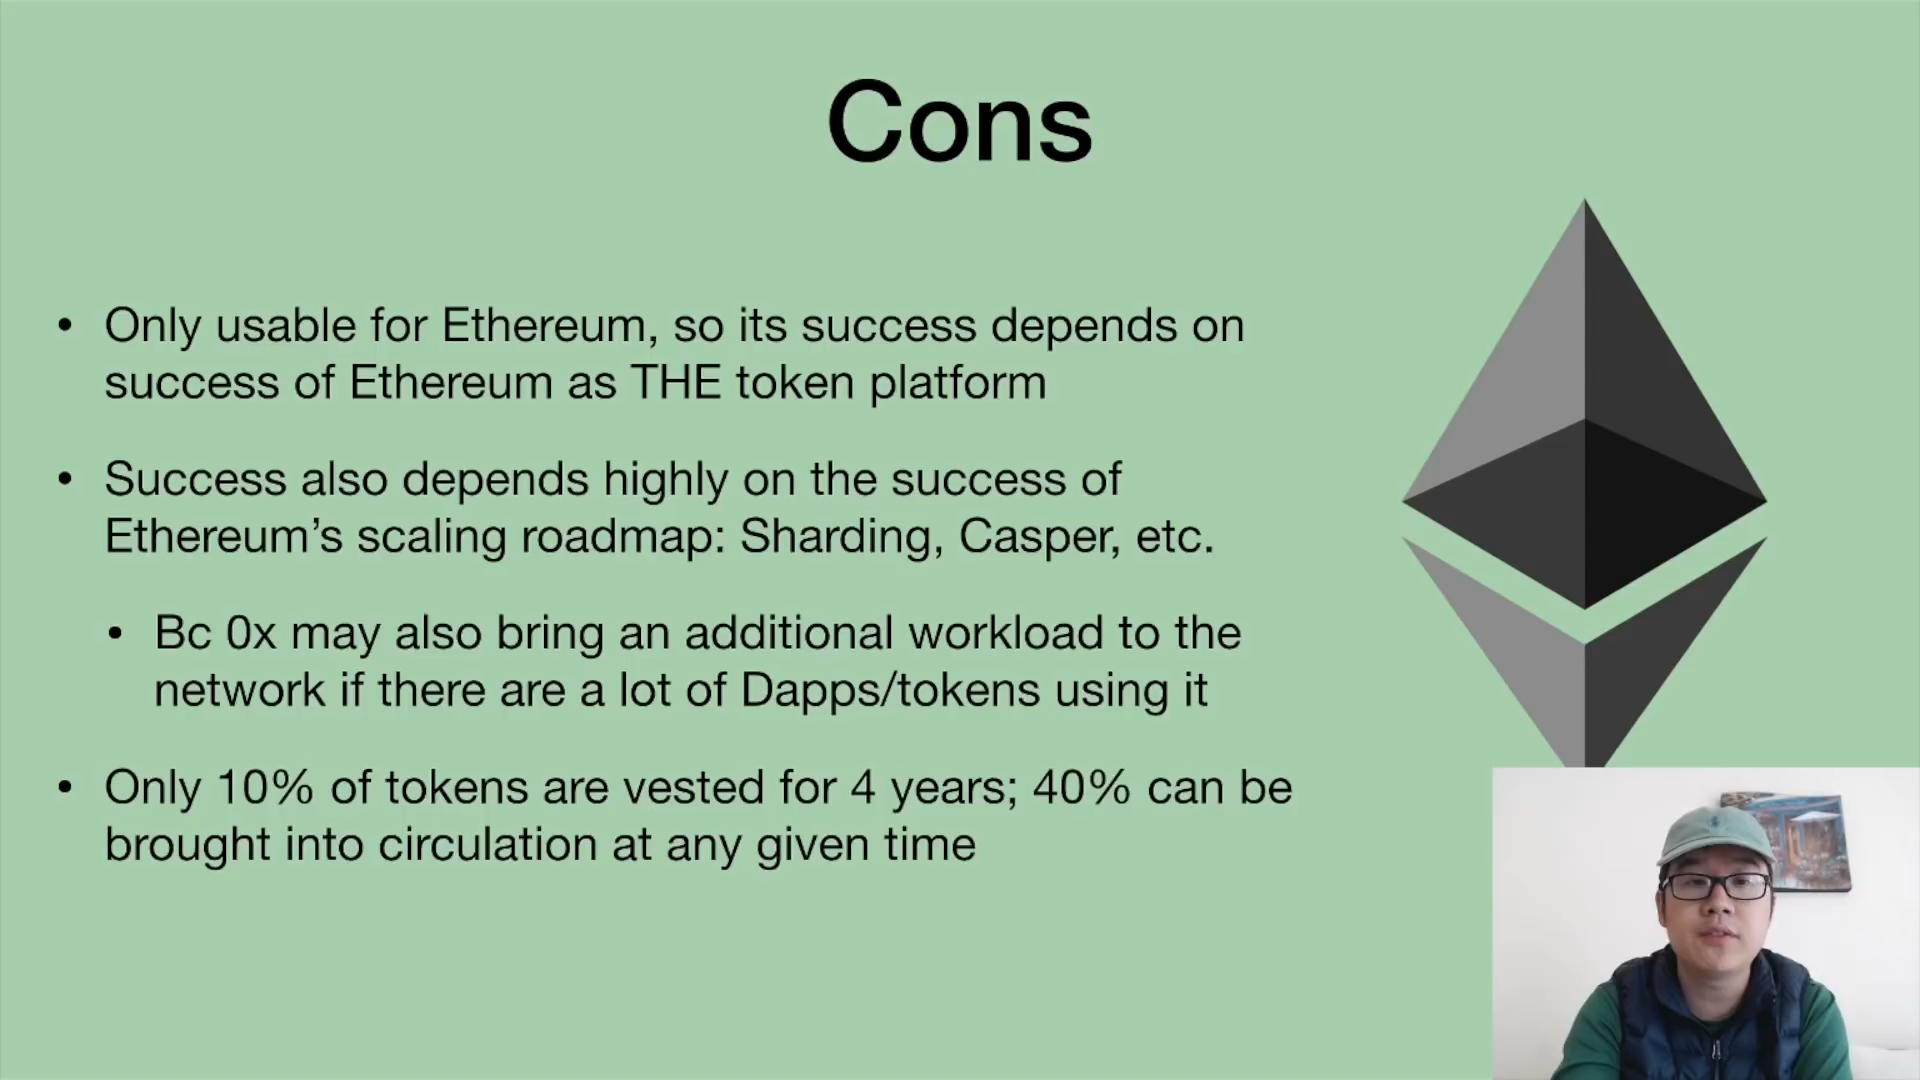 Cons
• Only usable for Ethereum, so its success depends on
success of Ethereum as THE token platform
• Success also depends highly on the success of
Ethereum’s scaling roadmap: Sharding, Casper, etc.
• Bc 0x may also bring an additional workload to the
network if there are a lot of Dapps/tokens using it
• Only 10% of tokens are vested for 4 years; 40% can be
brought into circulation at any given time